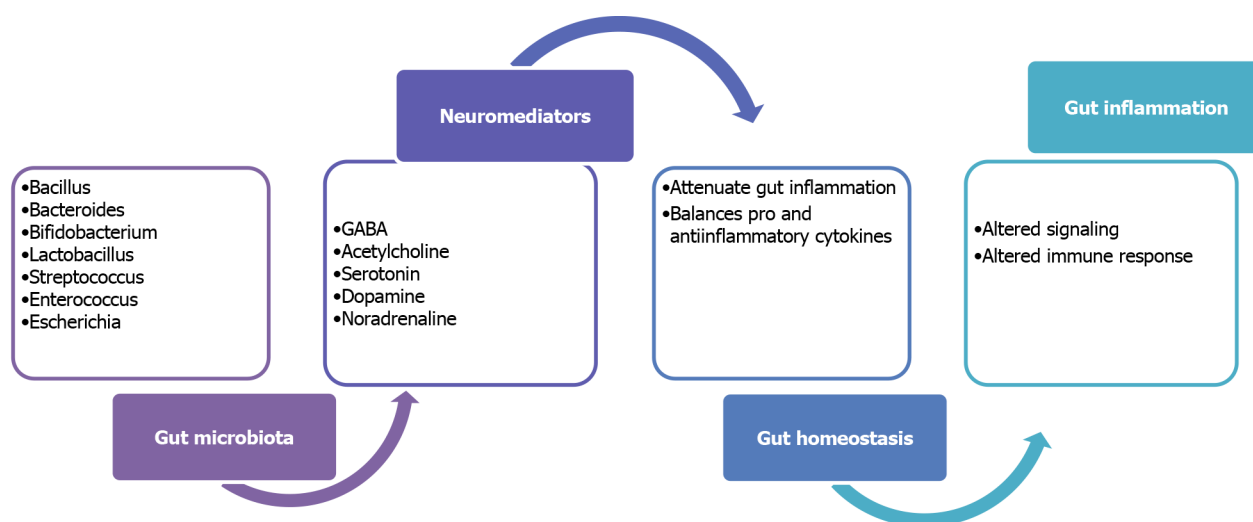 •Bacillus
•Bacteroides
•Bifidobacterium
•Lactobacillus
•Streptococcus
•Enterococcus
•Escherichia
Gut microbiota
Neuromediators
•GABA
•Acetylcholine
•Serotonin
•Dopamine
•Noradrenaline
•Attenuate gut inflammation
•Balances pro and
antiinflammatory cytokines
Gut homeostasis
Gut inflammation
•Altered signaling
•Altered immune response